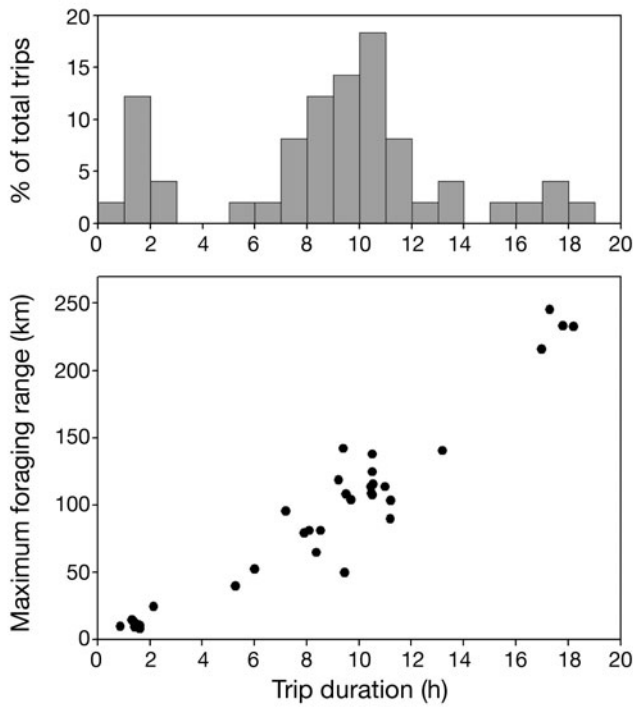 % of total trips
20
15
10
5
0
0 2 4 6 8 10 12 14 16 18 20
Maximum foraging range (km)
250
200
150
100
50
0
0 2 4 6 8 10 12 14 16 18 20
Trip duration (h)